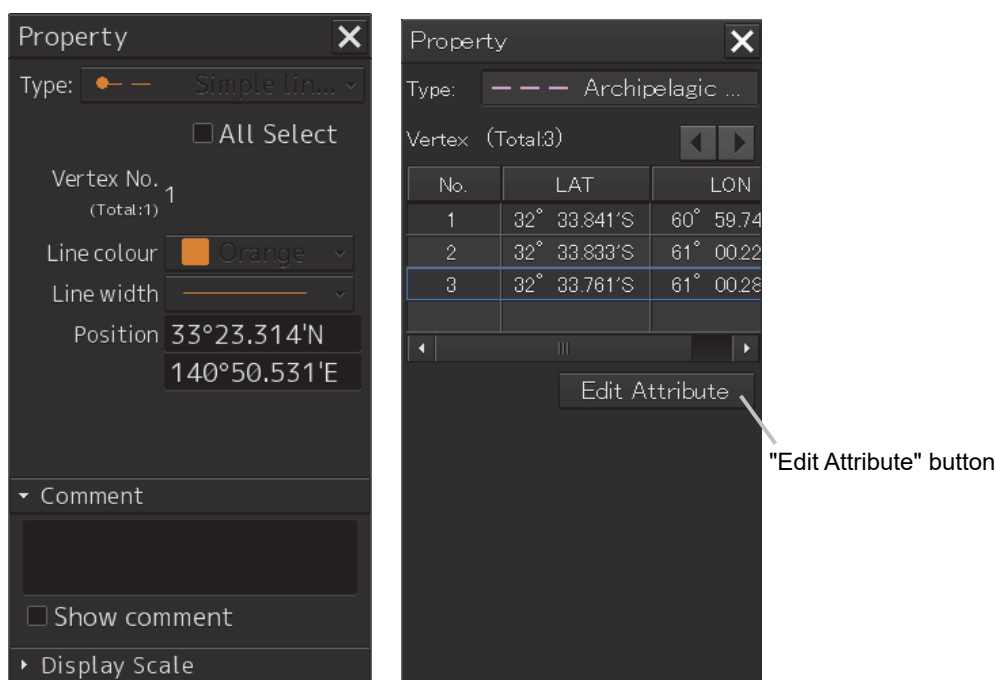 Property
Type: Simple lin...
All Select
Vertex No. 1
(Total:1)
Line colour Orange
Line width
Position 33°23.314'N
140°50.531'E
Comment
Show comment
Display Scale
Property
Type: Archipelagic ...
Vertex (Total:3)
No. LAT LON
1 32° 33.841'S 60° 59.74
2 32° 33.833'S 61° 00.22
3 32° 33.761'S 61° 00.28
Edit Attribute
"Edit Attribute" button